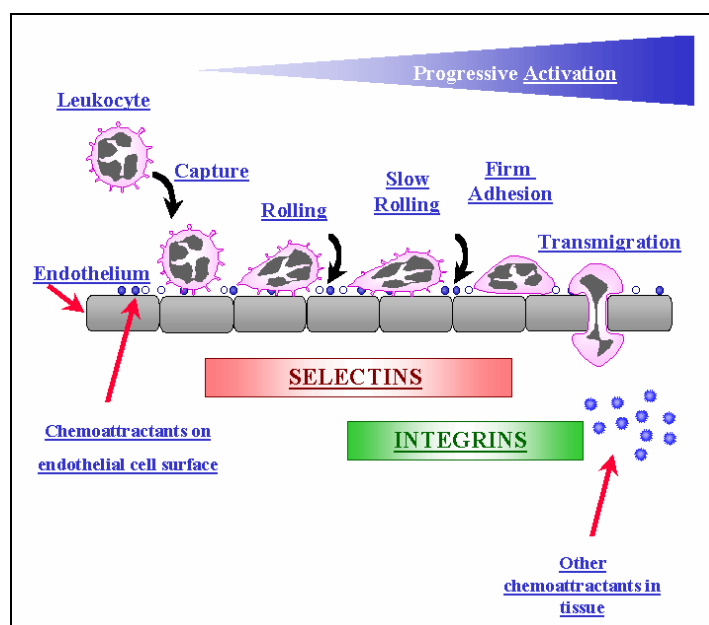 Progressive Activation
Leukocyte
Capture
Rolling
Slow
Rolling
Firm
Adhesion
Transmigration
Endothelium
SELECTINS
INTEGRINS
Chemoattractants on
endothelial cell surface
Other
chemoattractants in
tissue